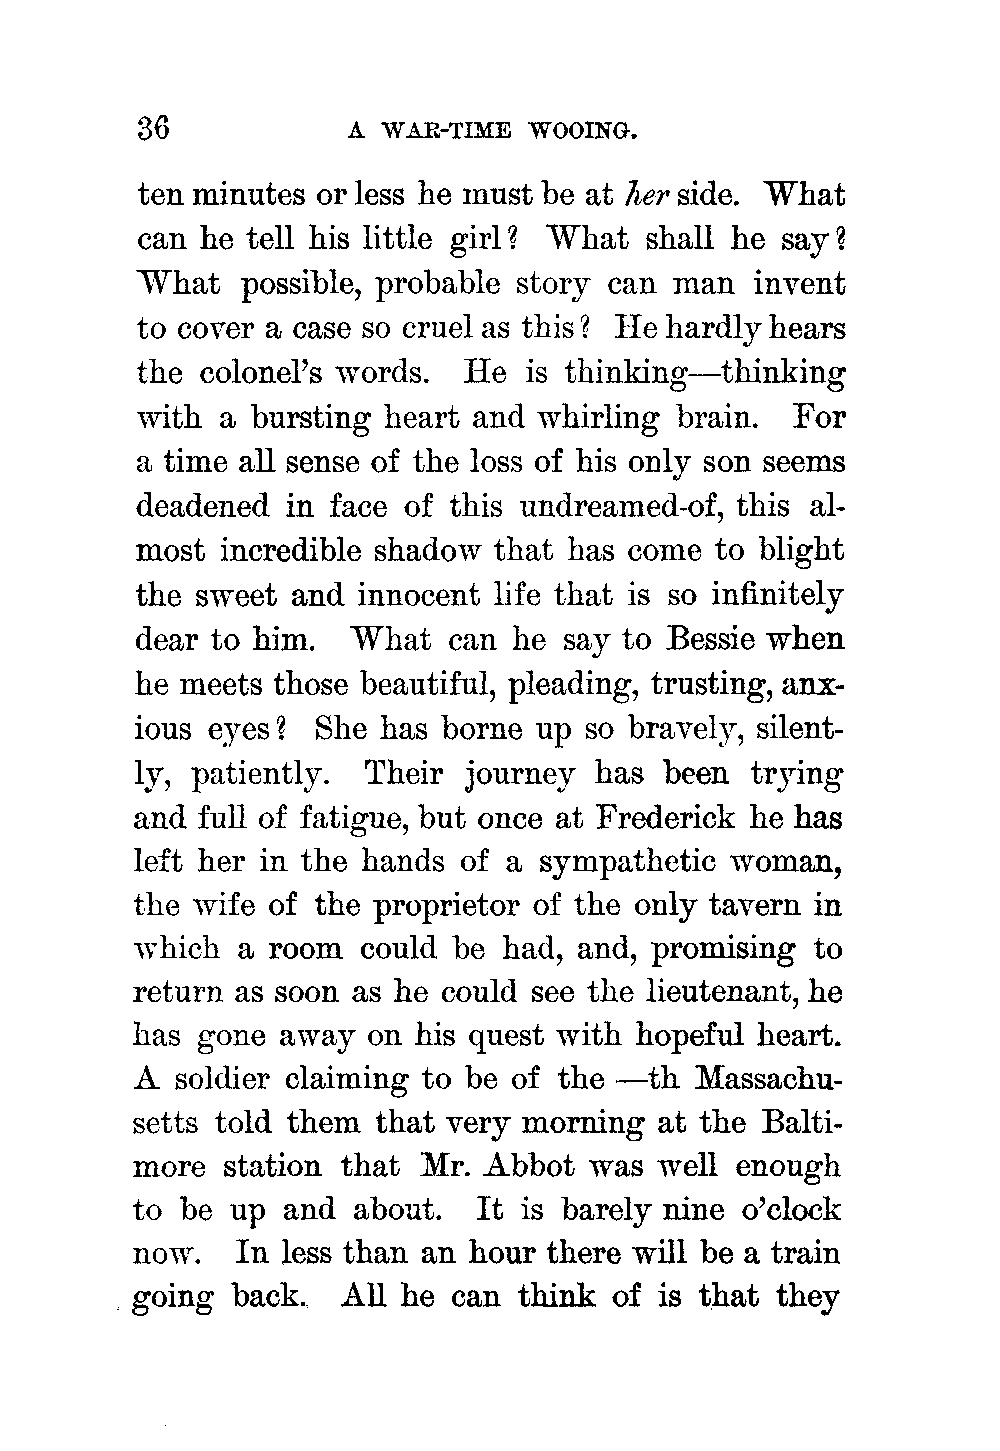 36 A WAR-TIME WOOING.
ten minutes or less he must be at her side. What
can he tell his little girl? What shall he say?
What possible, probable story can man invent
to cover a case so cruel as this? He hardly hears
the colonel's words. He is thinking—thinking
with a bursting heart and whirling brain. For
a time all sense of the loss of his only son seems
deadened in face of this undreamed-of, this al-
most incredible shadow that has come to blight
the sweet and innocent life that is so infinitely
dear to him. What can he say to Bessie when
he meets those beautiful, pleading, trusting, anx-
ious eyes? She has borne up so bravely, silent-
ly, patiently. Their journey has been trying
and full of fatigue, but once at Frederick he has
left her in the hands of a sympathetic woman,
the wife of the proprietor of the only tavern in
which a room could be had, and, promising to
return as soon as he could see the lieutenant, he
has gone away on his quest with hopeful heart.
A soldier claiming to be of the —th Massachu-
setts told them that very morning at the Balti-
more station that Mr. Abbot was well enough
to be up and about. It is barely nine o'clock
now. In less than an hour there will be a train
going back. All he can think of is that they